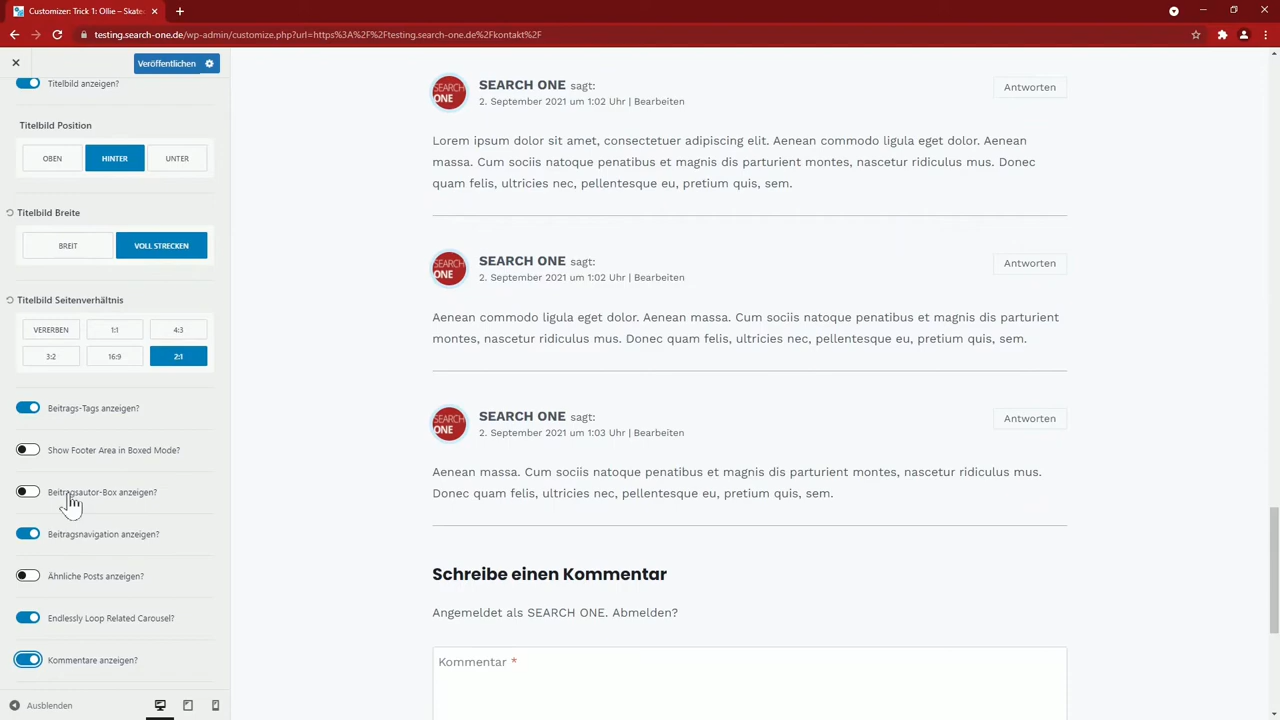 Customizer: Trick 1: Ollie – Skate
testing.search-one.de/wp-admin/customize.php?url=https%3A%2F%2Ftesting.search-one.de%2Fkontakt%2F
Veröffentlichen
Titelbild anzeigen?
Titelbild Position
OBEN HINTER UNTER
Titelbild Breite
BREIT VOLL STRECKEN
Titelbild Seitenverhältnis
VERERBEN 1:1 4:3
3:2 16:9 2:1
Beitrags-Tags anzeigen?
Show Footer Area in Boxed Mode?
Beitragsautor-Box anzeigen?
Beitragsnavigation anzeigen?
Ähnliche Posts anzeigen?
Endlessly Loop Related Carousel?
Kommentare anzeigen?
Ausblenden
SEARCH ONE
SEARCH ONE sagt:
2. September 2021 um 1:02 Uhr | Bearbeiten
Antworten
Lorem ipsum dolor sit amet, consectetuer adipiscing elit. Aenean commodo ligula eget dolor. Aenean
massa. Cum sociis natoque penatibus et magnis dis parturient montes, nascetur ridiculus mus. Donec
quam felis, ultricies nec, pellentesque eu, pretium quis, sem.
SEARCH ONE
SEARCH ONE sagt:
2. September 2021 um 1:02 Uhr | Bearbeiten
Antworten
Aenean commodo ligula eget dolor. Aenean massa. Cum sociis natoque penatibus et magnis dis parturient
montes, nascetur ridiculus mus. Donec quam felis, ultricies nec, pellentesque eu, pretium quis, sem.
SEARCH ONE
SEARCH ONE sagt:
2. September 2021 um 1:03 Uhr | Bearbeiten
Antworten
Aenean massa. Cum sociis natoque penatibus et magnis dis parturient montes, nascetur ridiculus mus.
Donec quam felis, ultricies nec, pellentesque eu, pretium quis, sem.
Schreibe einen Kommentar
Angemeldet als SEARCH ONE. Abmelden?
Kommentar *